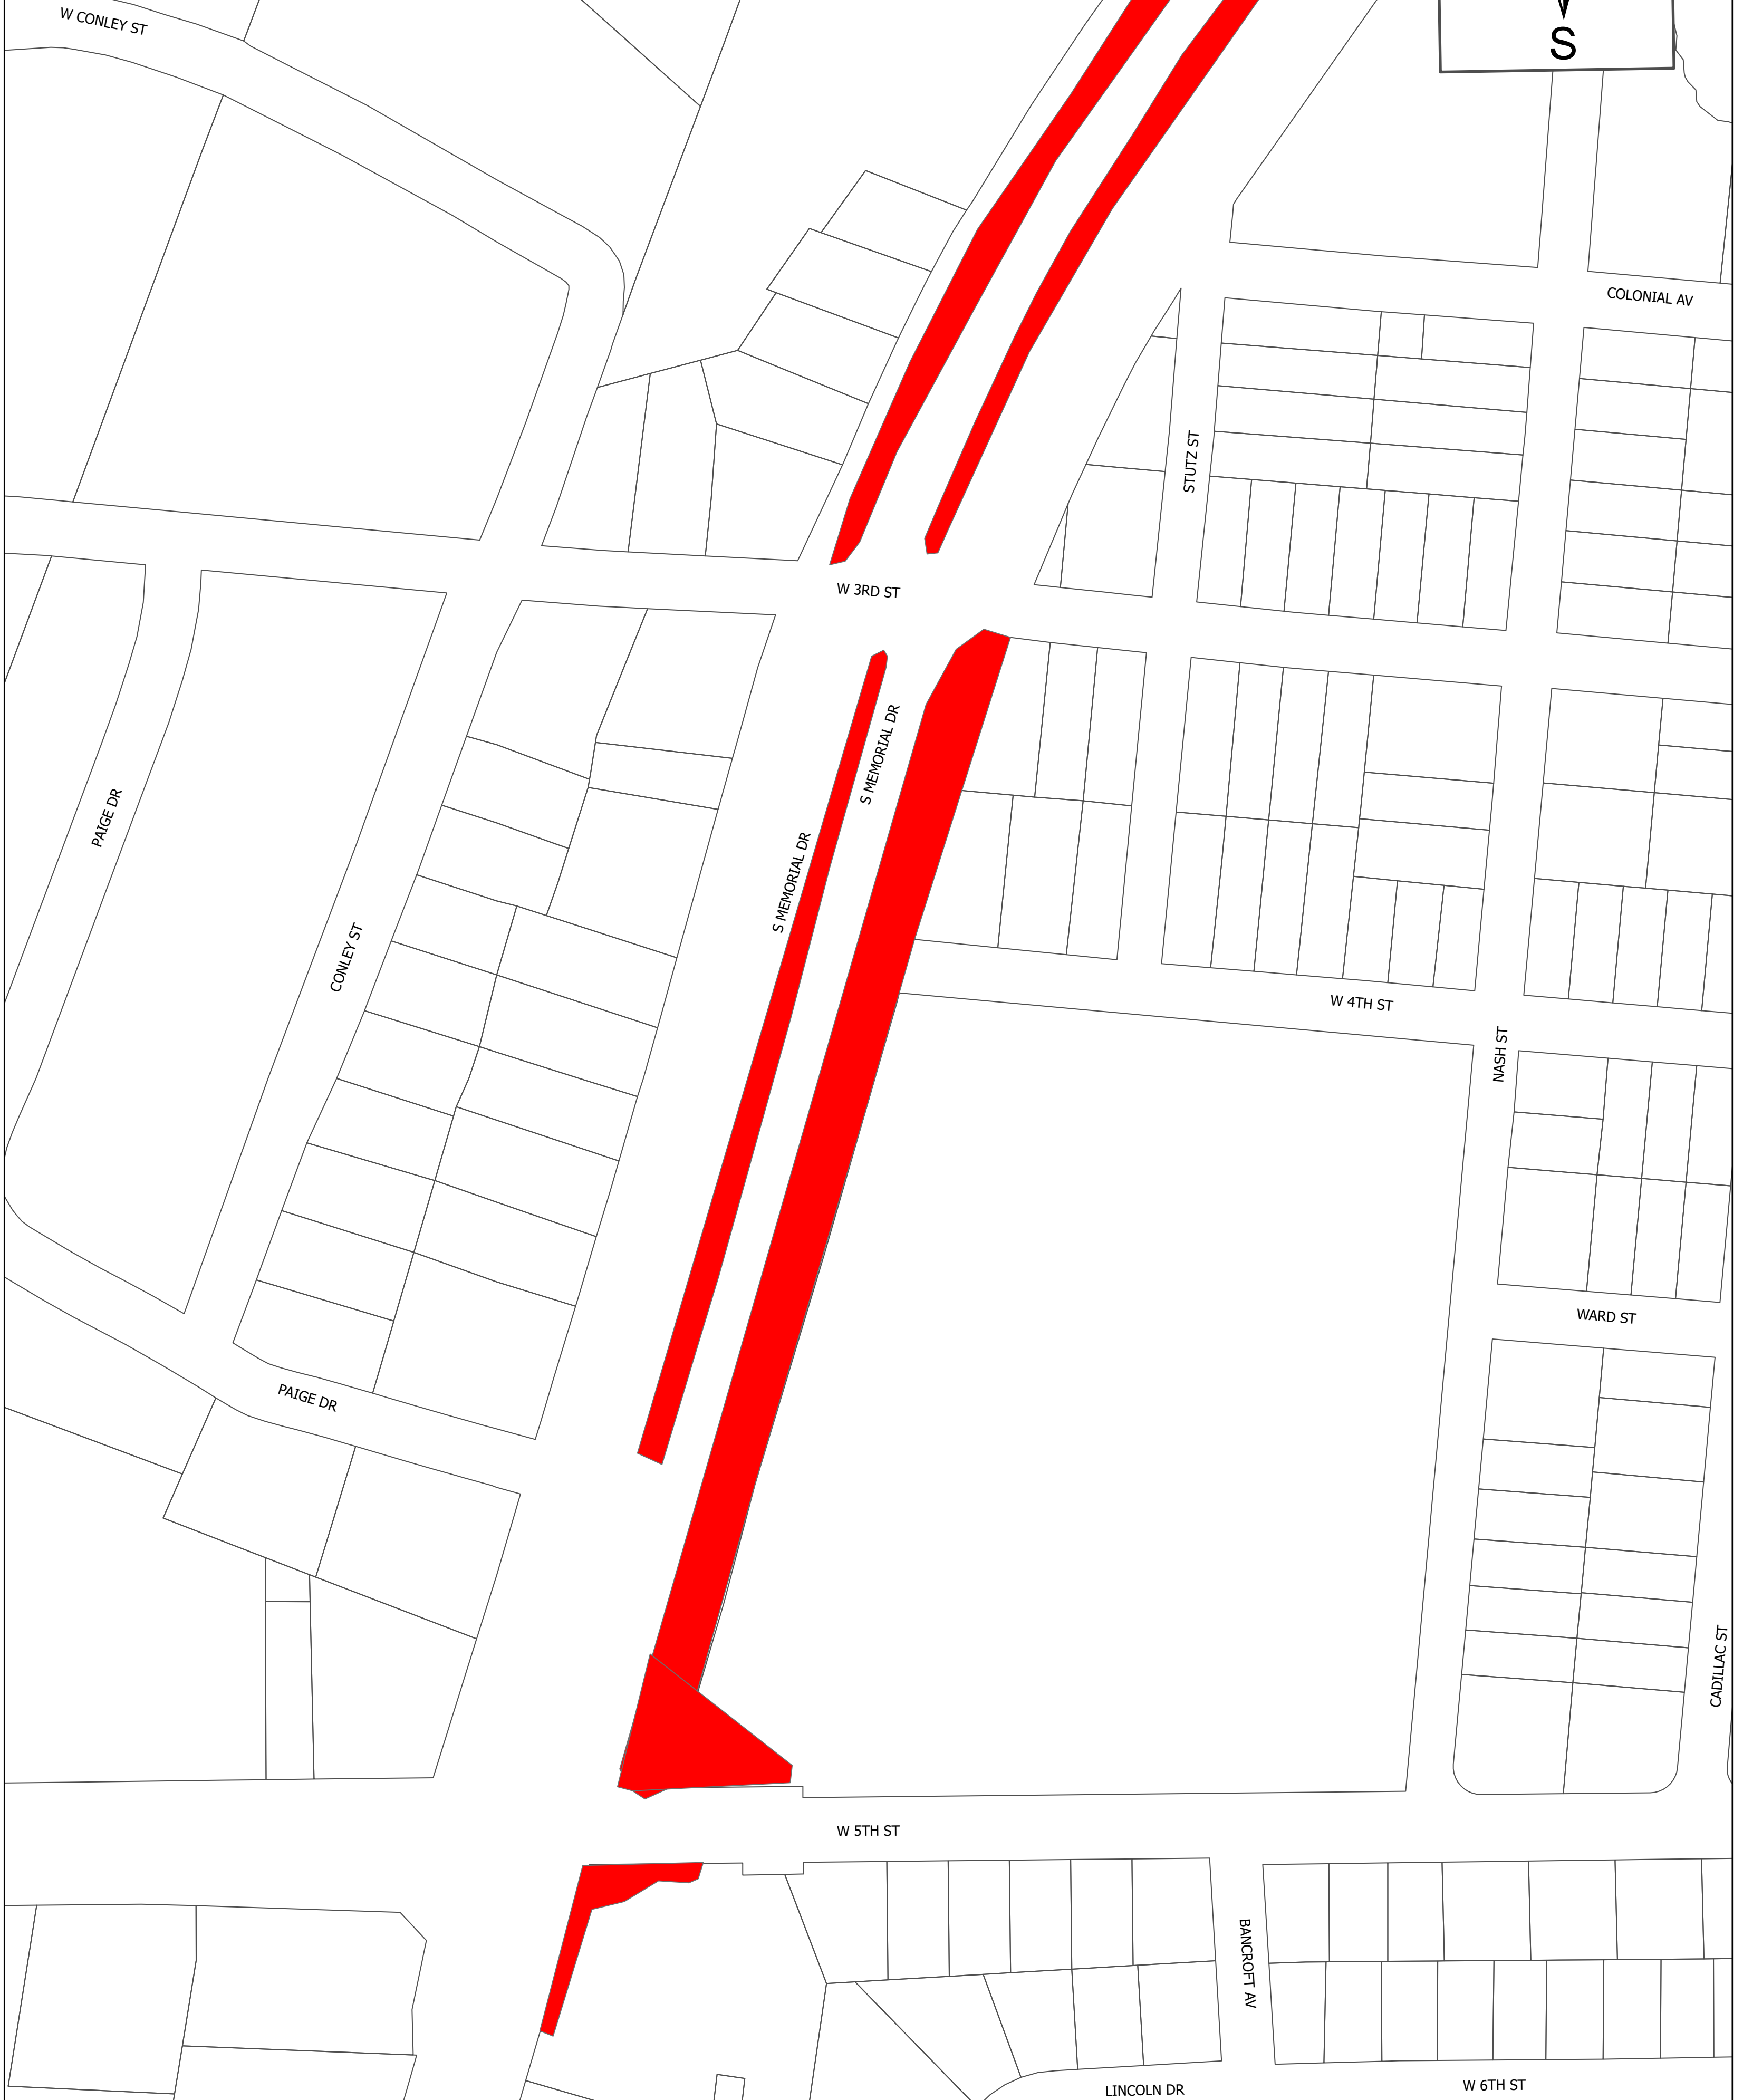 W CONLEY ST
S
COLONIAL AV
STUTZ ST
W 3RD ST
S MEMORIAL DR
PAIGE DR
S MEMORIAL DR
CONLEY ST
W 4TH ST
NASH ST
WARD ST
PAIGE DR
CADILLAC ST
W 5TH ST
BANCROFT AV
W 6TH ST
LINCOLN DR